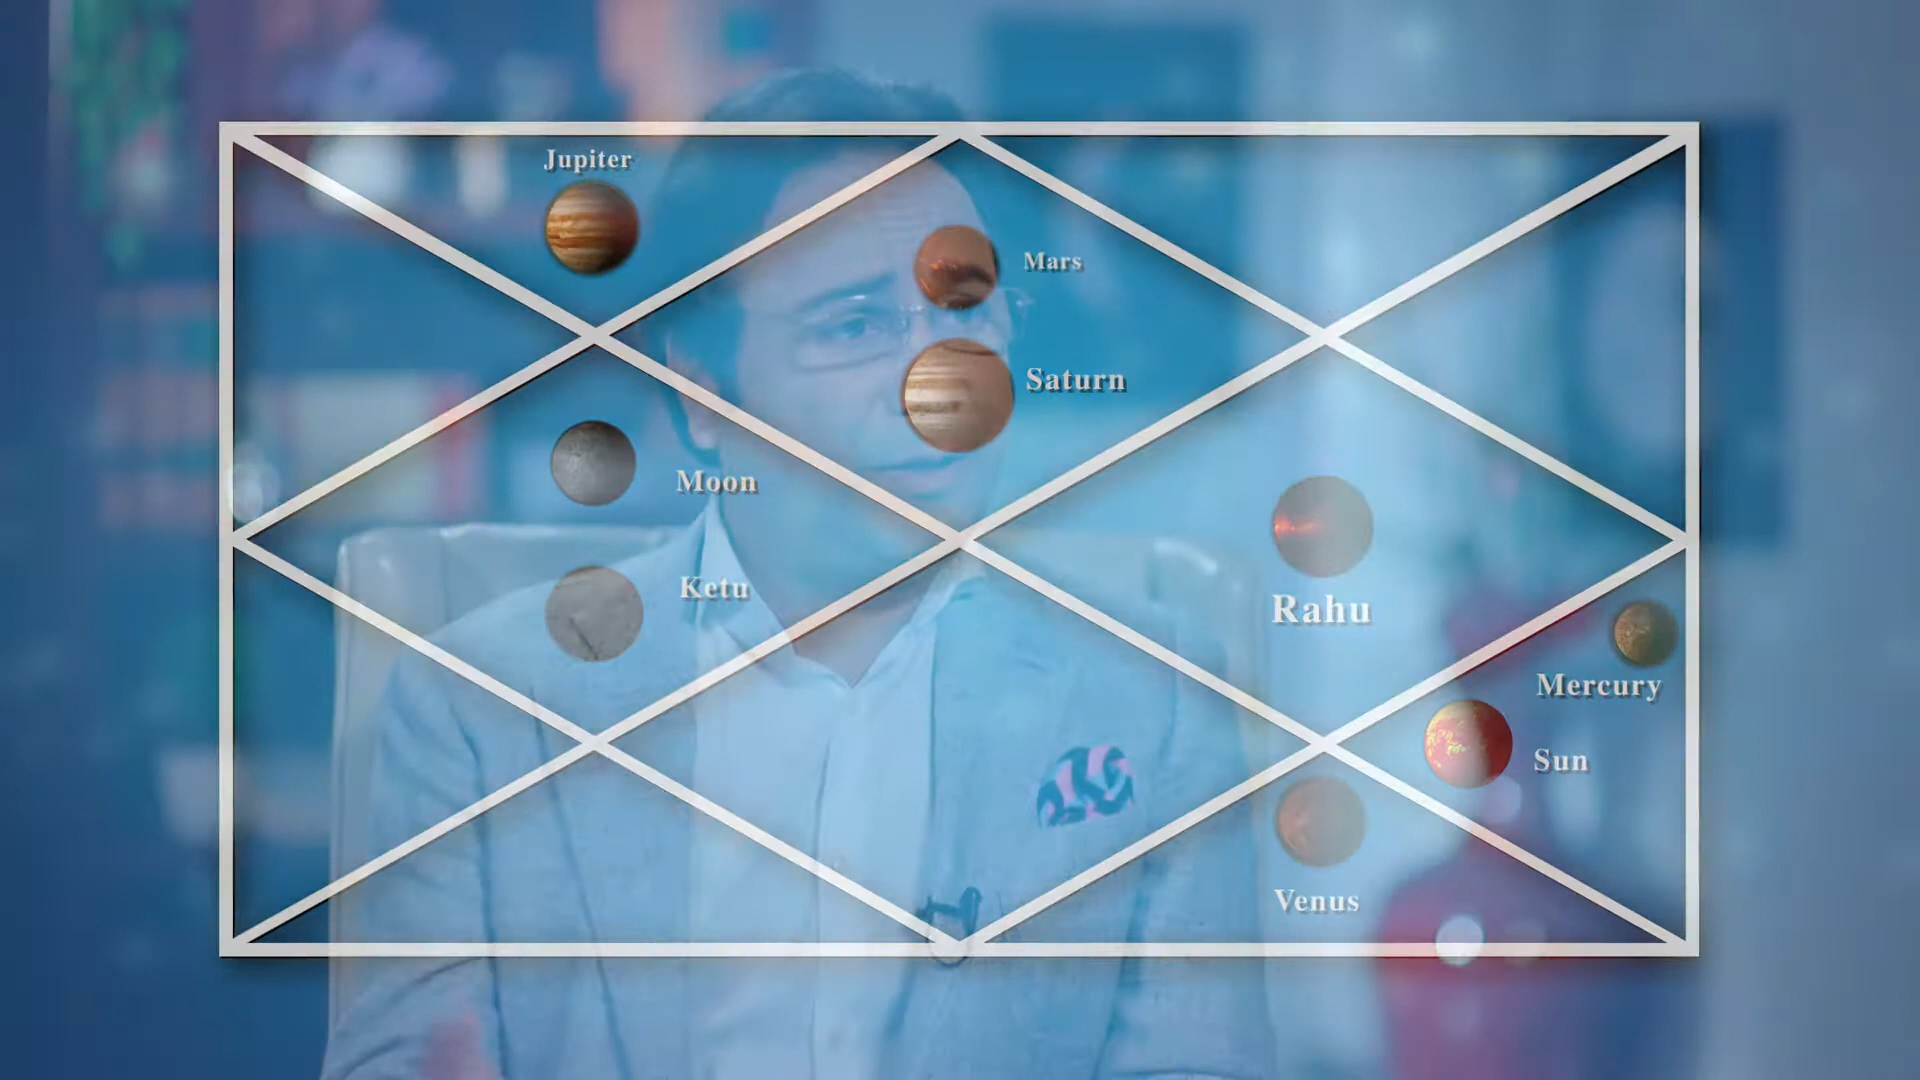 Jupiter
Mars
Saturn
Moon
Ketu
Rahu
Mercury
Sun
Venus